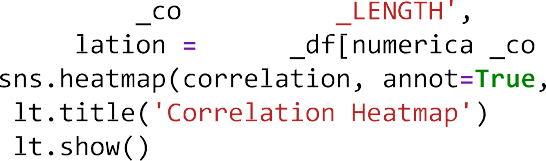 _co _LENGTH',
lation = _df[numerica _co
sns.heatmap(correlation, annot=True,
lt.title('Correlation Heatmap')
lt.show()